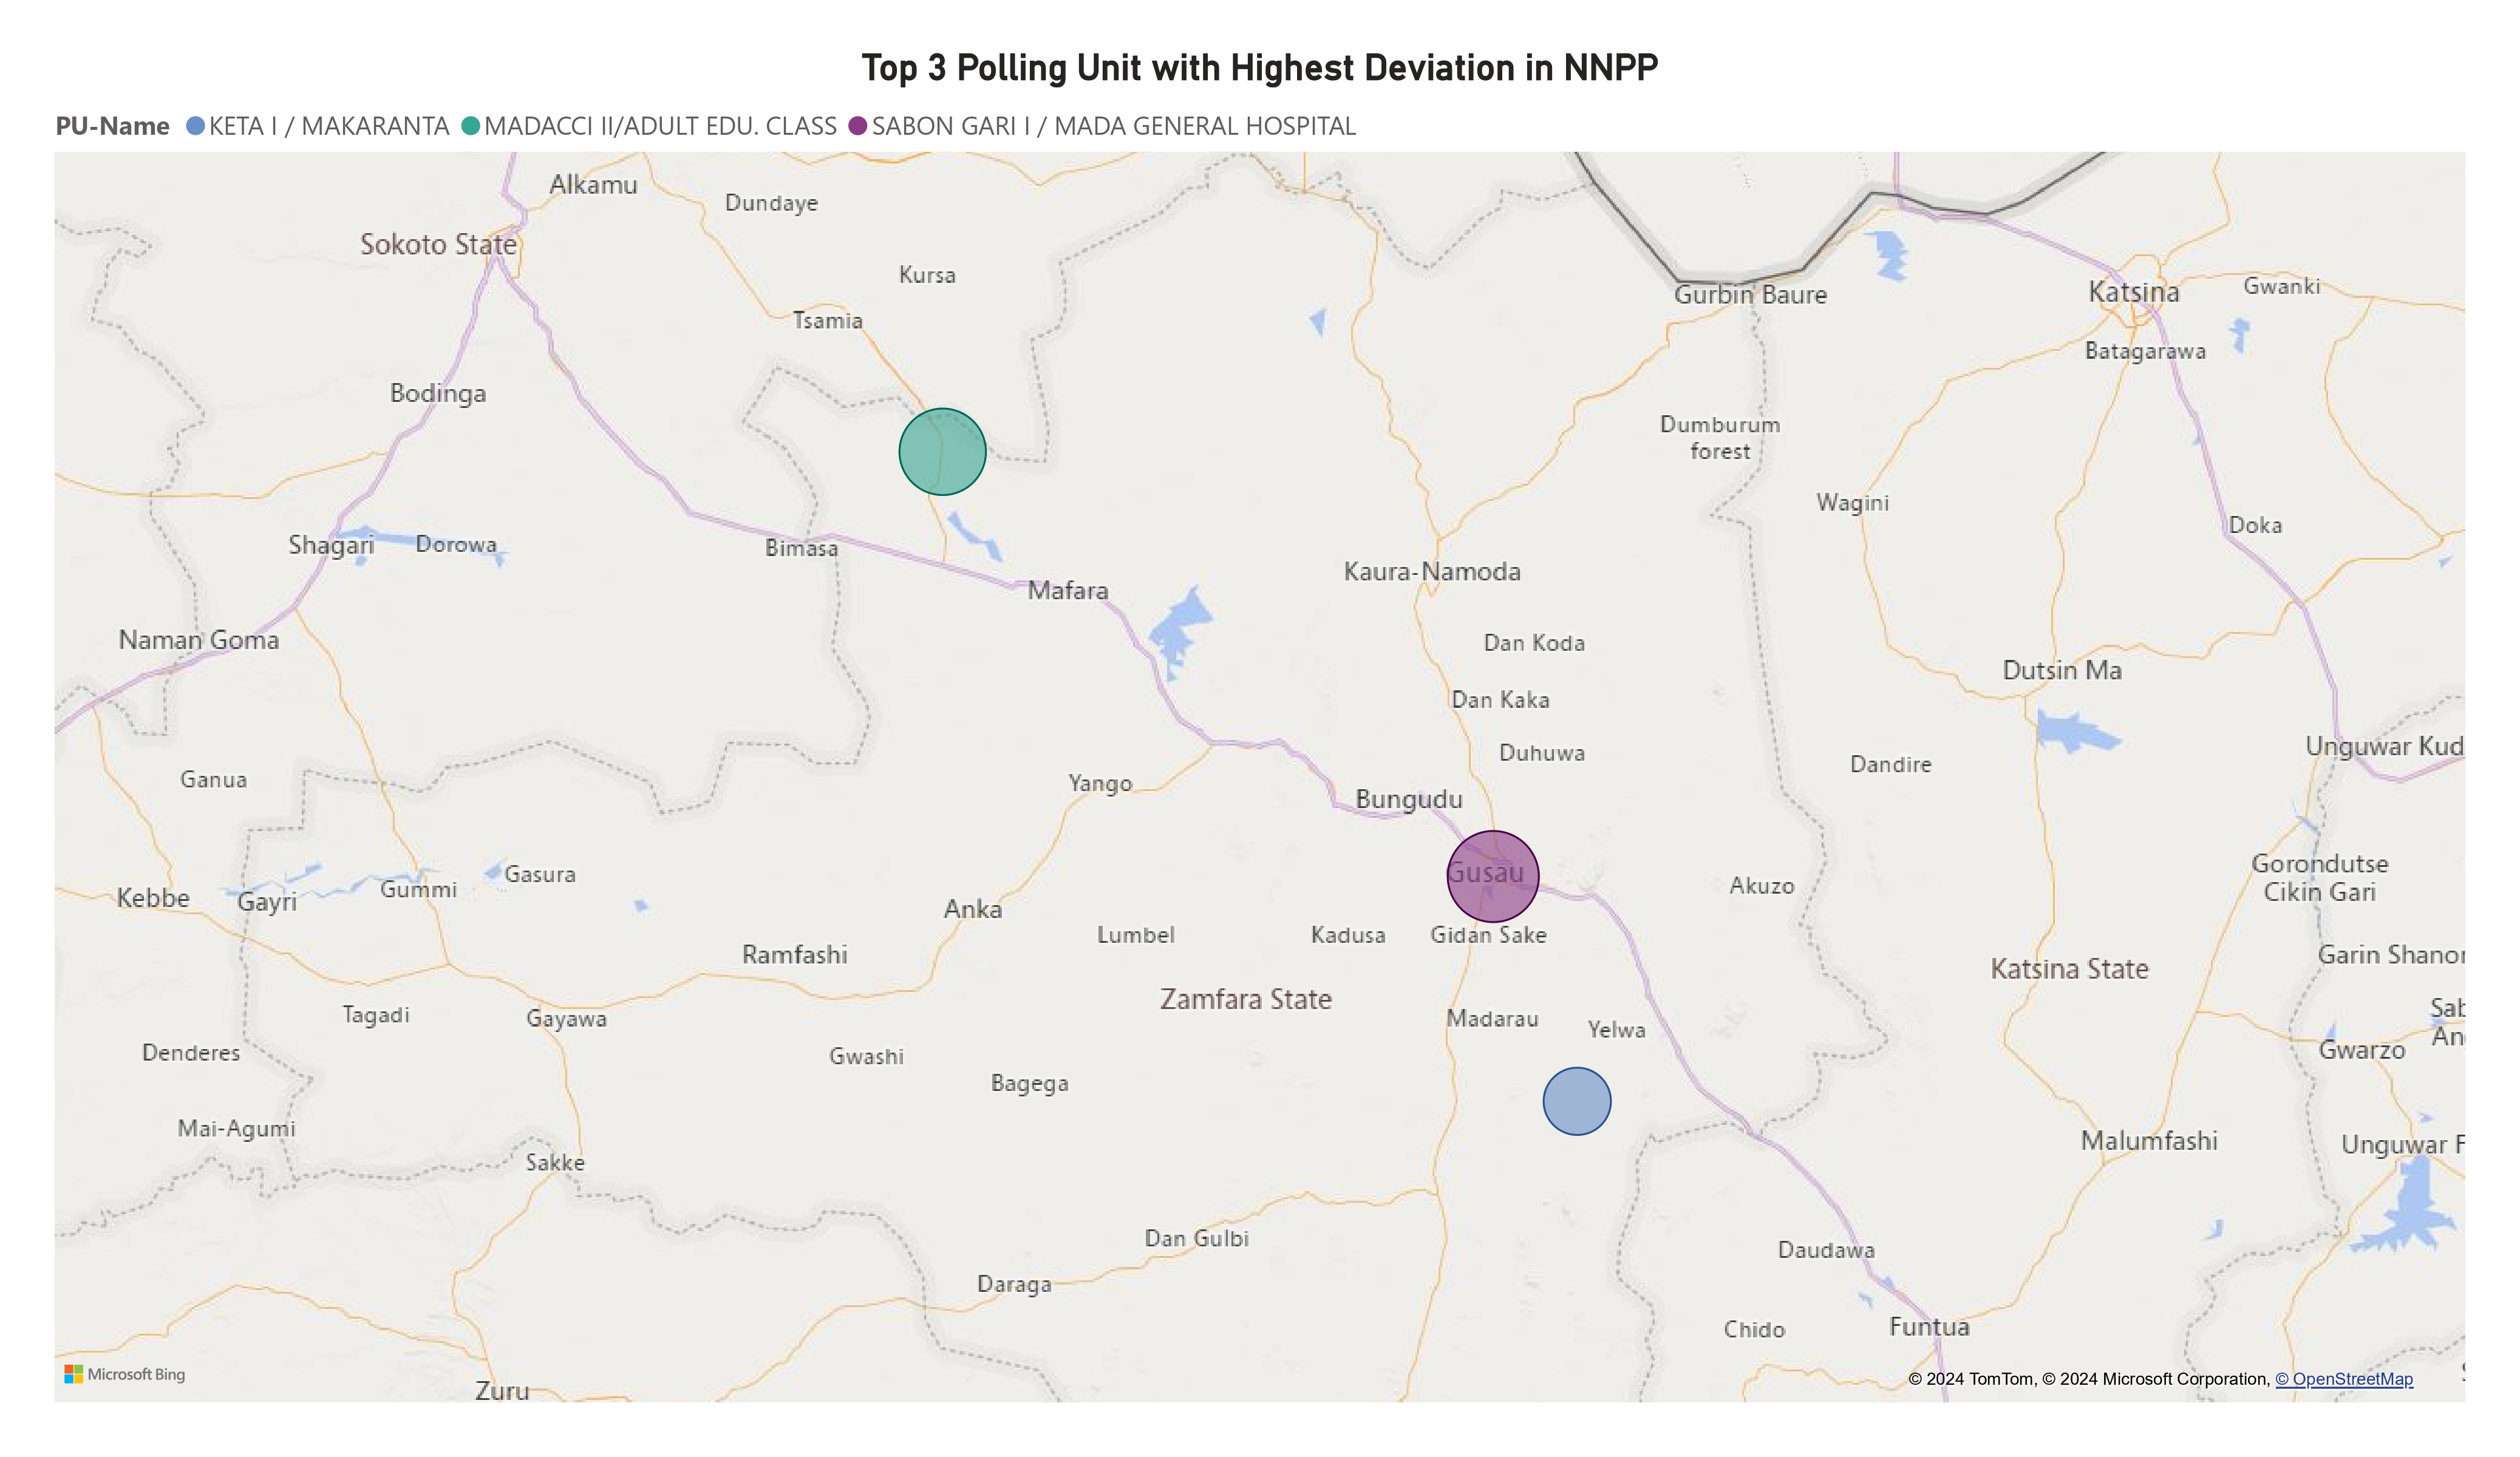 Top 3 Polling Unit with Highest Deviation in NNPP
PU-Name KETA I / MAKARANTA MADACCI II/ADULT EDU. CLASS SABON GARI I / MADA GENERAL HOSPITAL
Alkamu
Dundaye
Sokoto State
Kursa
Gurbin Baure
Katsina
Gwanki
Tsamia
Batagarawa
Bodinga
Dumburum
forest
Wagini
Doka
Shagari
Dorowa
Bimasa
Kaura-Namoda
Mafara
Naman Goma
Dan Koda
Dutsin Ma
Dan Kaka
Unguwar Kud
Duhuwa
Dandire
Ganua
Yango
Bungudu
Gorondutse
Cikin Gari
Gusau
Gasura
Gummi
Akuzo
Kebbe
Gayri
Anka
Lumbel
Kadusa
Gidan Sake
Ramfashi
Garin Shanor
Katsina State
Zamfara State
Sab
An
Tagadi
Gayawa
Madarau
Yelwa
Denderes
Gwashi
Gwarzo
Bagega
Mai-Agumi
Malumfashi
Unguwar F
Sakke
Dan Gulbi
Daudawa
Daraga
Chido
Funtua
Zuru
Microsoft Bing
© 2024 TomTom, © 2024 Microsoft Corporation, © OpenStreetMap